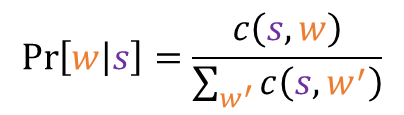 Pr[w|s] = c(s, w) / ∑w′ c(s, w′)